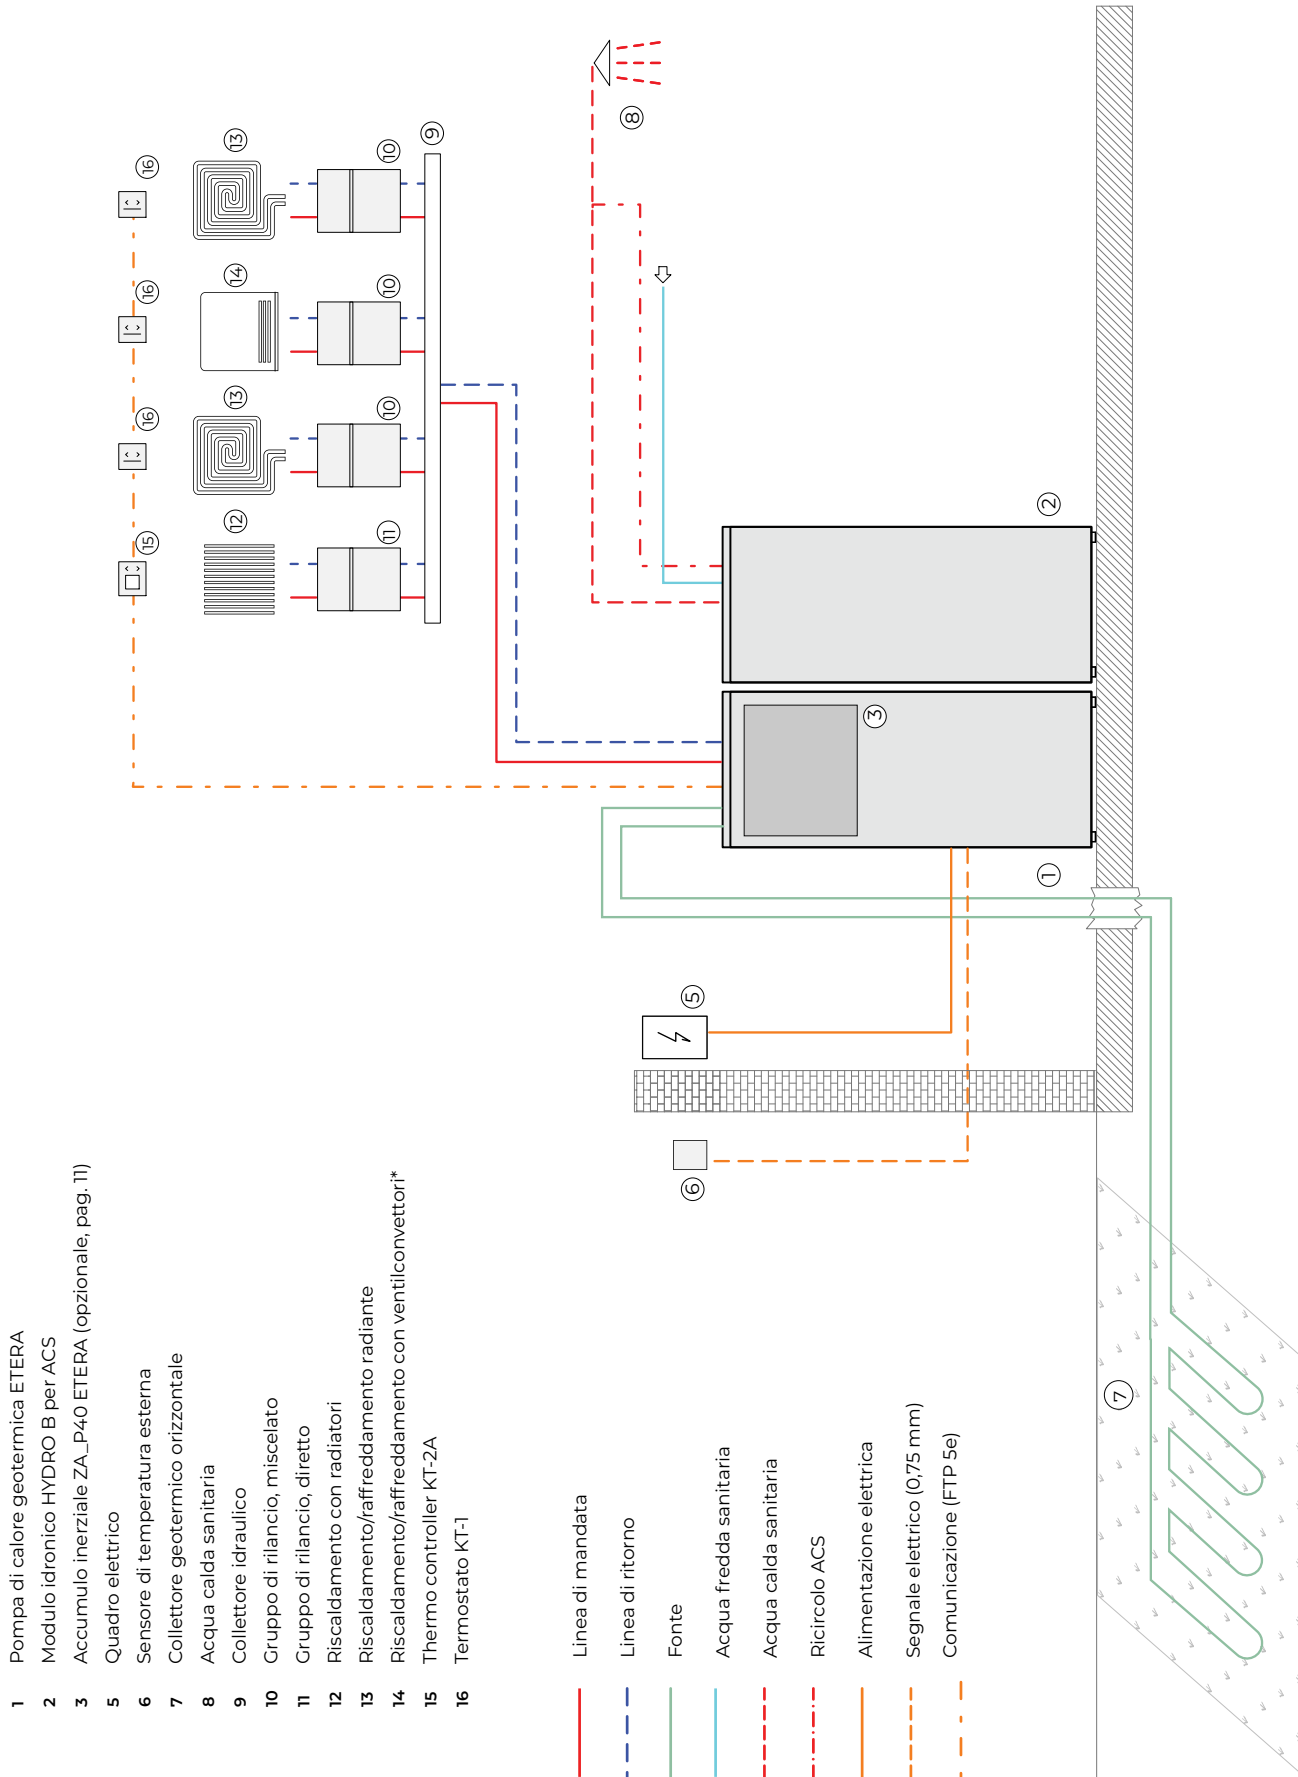 1 Pompa di calore geotermica ETERA
2 Modulo idronico HYDRO B per ACS
3 Accumulo inerziale ZA_P40 ETERA (opzionale, pag. 11)
5 Quadro elettrico
6 Sensore di temperatura esterna
7 Collettore geotermico orizzontale
8 Acqua calda sanitaria
9 Collettore idraulico
10 Gruppo di rilancio, miscelato
11 Gruppo di rilancio, diretto
12 Riscaldamento con radiatori
13 Riscaldamento/raffreddamento radiante
14 Riscaldamento/raffreddamento con ventilconvettori*
15 Thermo controller KT-2A
16 Termostato KT-1
Linea di mandata
Linea di ritorno
Fonte
Acqua fredda sanitaria
Acqua calda sanitaria
Ricircolo ACS
Alimentazione elettrica
Segnale elettrico (0,75 mm)
Comunicazione (FTP 5e)
15
16
16
16
12
13
14
13
11
10
10
10
9
8
6
5
3
1
2
7